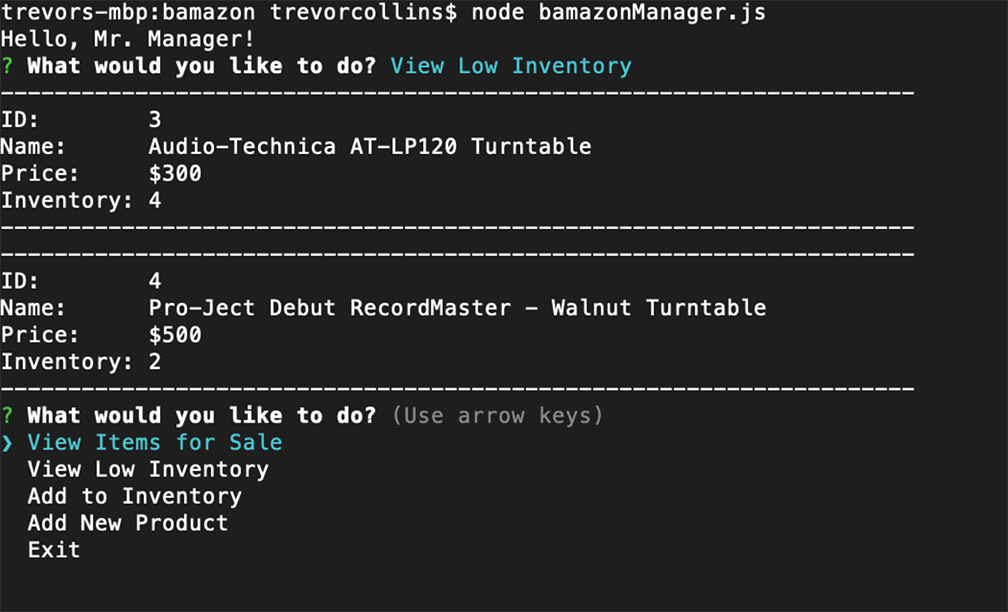 trevors-mbp:bamazon trevorcollins$ node bamazonManager.js
Hello, Mr. Manager!
? What would you like to do? View Low Inventory
--------------------------------------------------------------------
ID:        3
Name:      Audio-Technica AT-LP120 Turntable
Price:     $300
Inventory: 4
--------------------------------------------------------------------
--------------------------------------------------------------------
ID:        4
Name:      Pro-Ject Debut RecordMaster - Walnut Turntable
Price:     $500
Inventory: 2
--------------------------------------------------------------------
? What would you like to do? (Use arrow keys)
❯ View Items for Sale
  View Low Inventory
  Add to Inventory
  Add New Product
  Exit